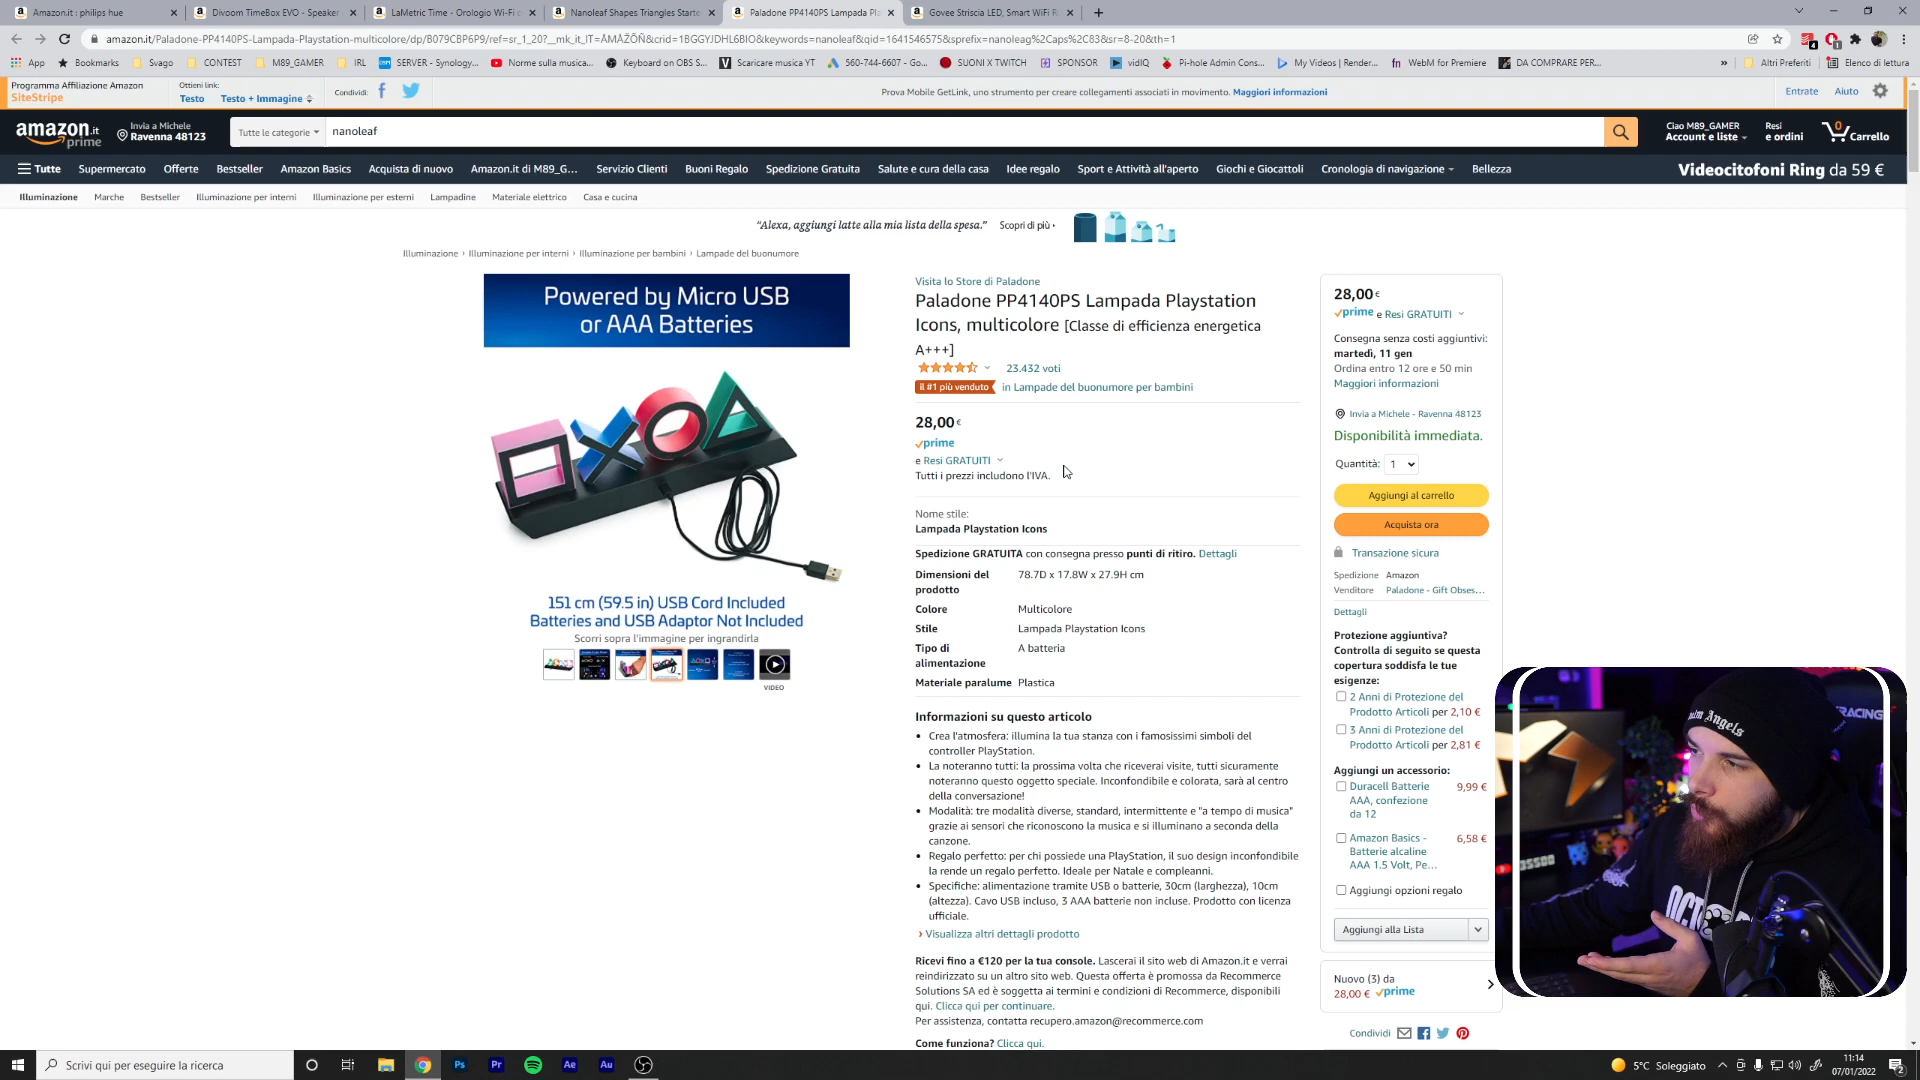 Amazon.it : philips hue
Divoom TimeBox EVO - Speaker
LaMetric Time - Orologio Wi-Fi
Nanoleaf Shapes Triangles Starte
Paladone PP4140PS Lampada Pla
Govee Striscia LED, Smart WiFi R
amazon.it/Paladone-PP4140PS-Lampada-Playstation-multicolore/dp/B079CBP6P9/ref=sr_1_20?__mk_it_IT=ÅMÅŽÕÑ&crid=1BGGYJDHL6BIO&keywords=nanoleaf&qid=1641546575&sprefix=nanoleag%2Caps%2C83&sr=8-20&th=1
App Bookmarks Svago CONTEST M89_GAMER IRL SERVER - Synology... Norme sulla musica... Keyboard on OBS S... Scaricare musica YT 560-744-6607 - Go... SUONI X TWITCH SPONSOR vidIQ Pi-hole Admin Cons... My Videos | Render... WebM for Premiere DA COMPRARE PER... » Altri Preferiti Elenco di lettura
Programma Affiliazione Amazon
SiteStripe
Ottieni link:
Testo Testo + Immagine
Condividi:
Prova Mobile GetLink, uno strumento per creare collegamenti associati in movimento. Maggiori informazioni
Entrate Aiuto
amazon.it
prime
Invia a Michele
Ravenna 48123
Tutte le categorie
nanoleaf
Ciao M89_GAMER
Account e liste
Resi
e ordini
0
Carrello
Tutte Supermercato Offerte Bestseller Amazon Basics Acquista di nuovo Amazon.it di M89_G... Servizio Clienti Buoni Regalo Spedizione Gratuita Salute e cura della casa Idee regalo Sport e Attività all'aperto Giochi e Giocattoli Cronologia di navigazione Bellezza
Videocitofoni Ring da 59 €
Illuminazione Marche Bestseller Illuminazione per interni Illuminazione per esterni Lampadine Materiale elettrico Casa e cucina
"Alexa, aggiungi latte alla mia lista della spesa." Scopri di più ›
Illuminazione › Illuminazione per interni › Illuminazione per bambini › Lampade del buonumore
Powered by Micro USB
or AAA Batteries
151 cm (59.5 in) USB Cord Included
Batteries and USB Adaptor Not Included
Scorri sopra l'immagine per ingrandirla
VIDEO
Visita lo Store di Paladone
Paladone PP4140PS Lampada Playstation
Icons, multicolore [Classe di efficienza energetica
A+++]
23.432 voti
il #1 più venduto in Lampade del buonumore per bambini
28,00€
prime
e Resi GRATUITI
Tutti i prezzi includono l'IVA.
Nome stile:
Lampada Playstation Icons
Spedizione GRATUITA con consegna presso punti di ritiro. Dettagli
Dimensioni del
prodotto
78.7D x 17.8W x 27.9H cm
Colore Multicolore
Stile Lampada Playstation Icons
Tipo di
alimentazione
A batteria
Materiale paralume Plastica
Informazioni su questo articolo
• Crea l'atmosfera: illumina la tua stanza con i famosissimi simboli del
controller PlayStation.
• La noteranno tutti: la prossima volta che riceverai visite, tutti sicuramente
noteranno questo oggetto speciale. Inconfondibile e colorata, sarà al centro
della conversazione!
• Modalità: tre modalità diverse, standard, intermittente e "a tempo di musica"
grazie ai sensori che riconoscono la musica e si illuminano a seconda della
canzone.
• Regalo perfetto: per chi possiede una PlayStation, il suo design inconfondibile
la rende un regalo perfetto. Ideale per Natale e compleanni.
• Specifiche: alimentazione tramite USB o batterie, 30cm (larghezza), 10cm
(altezza). Cavo USB incluso, 3 AAA batterie non incluse. Prodotto con licenza
ufficiale.
› Visualizza altri dettagli prodotto
Ricevi fino a €120 per la tua console. Lascerai il sito web di Amazon.it e verrai
reindirizzato su un altro sito web. Questa offerta è promossa da Recommerce
Solutions SA ed è soggetta ai termini e condizioni di Recommerce, disponibili
qui. Clicca qui per continuare.
Per assistenza, contatta recupero.amazon@recommerce.com
Come funziona? Clicca qui.
28,00€
prime e Resi GRATUITI
Consegna senza costi aggiuntivi:
martedì, 11 gen
Ordina entro 12 ore e 50 min
Maggiori informazioni
Invia a Michele - Ravenna 48123
Disponibilità immediata.
Quantità: 1
Aggiungi al carrello
Acquista ora
Transazione sicura
Spedizione Amazon
Venditore Paladone - Gift Obses...
Dettagli
Protezione aggiuntiva?
Controlla di seguito se questa
copertura soddisfa le tue
esigenze:
2 Anni di Protezione del
Prodotto Articoli per 2,10 €
3 Anni di Protezione del
Prodotto Articoli per 2,81 €
Aggiungi un accessorio:
Duracell Batterie
AAA, confezione
da 12
9,99 €
Amazon Basics -
Batterie alcaline
AAA 1.5 Volt, Pe...
6,58 €
Aggiungi opzioni regalo
Aggiungi alla Lista
Nuovo (3) da
28,00 € prime
Condividi
RACING
Angels
Scrivi qui per eseguire la ricerca
Ps Pr Ae Au
5°C Soleggiato
11:14
07/01/2022
2